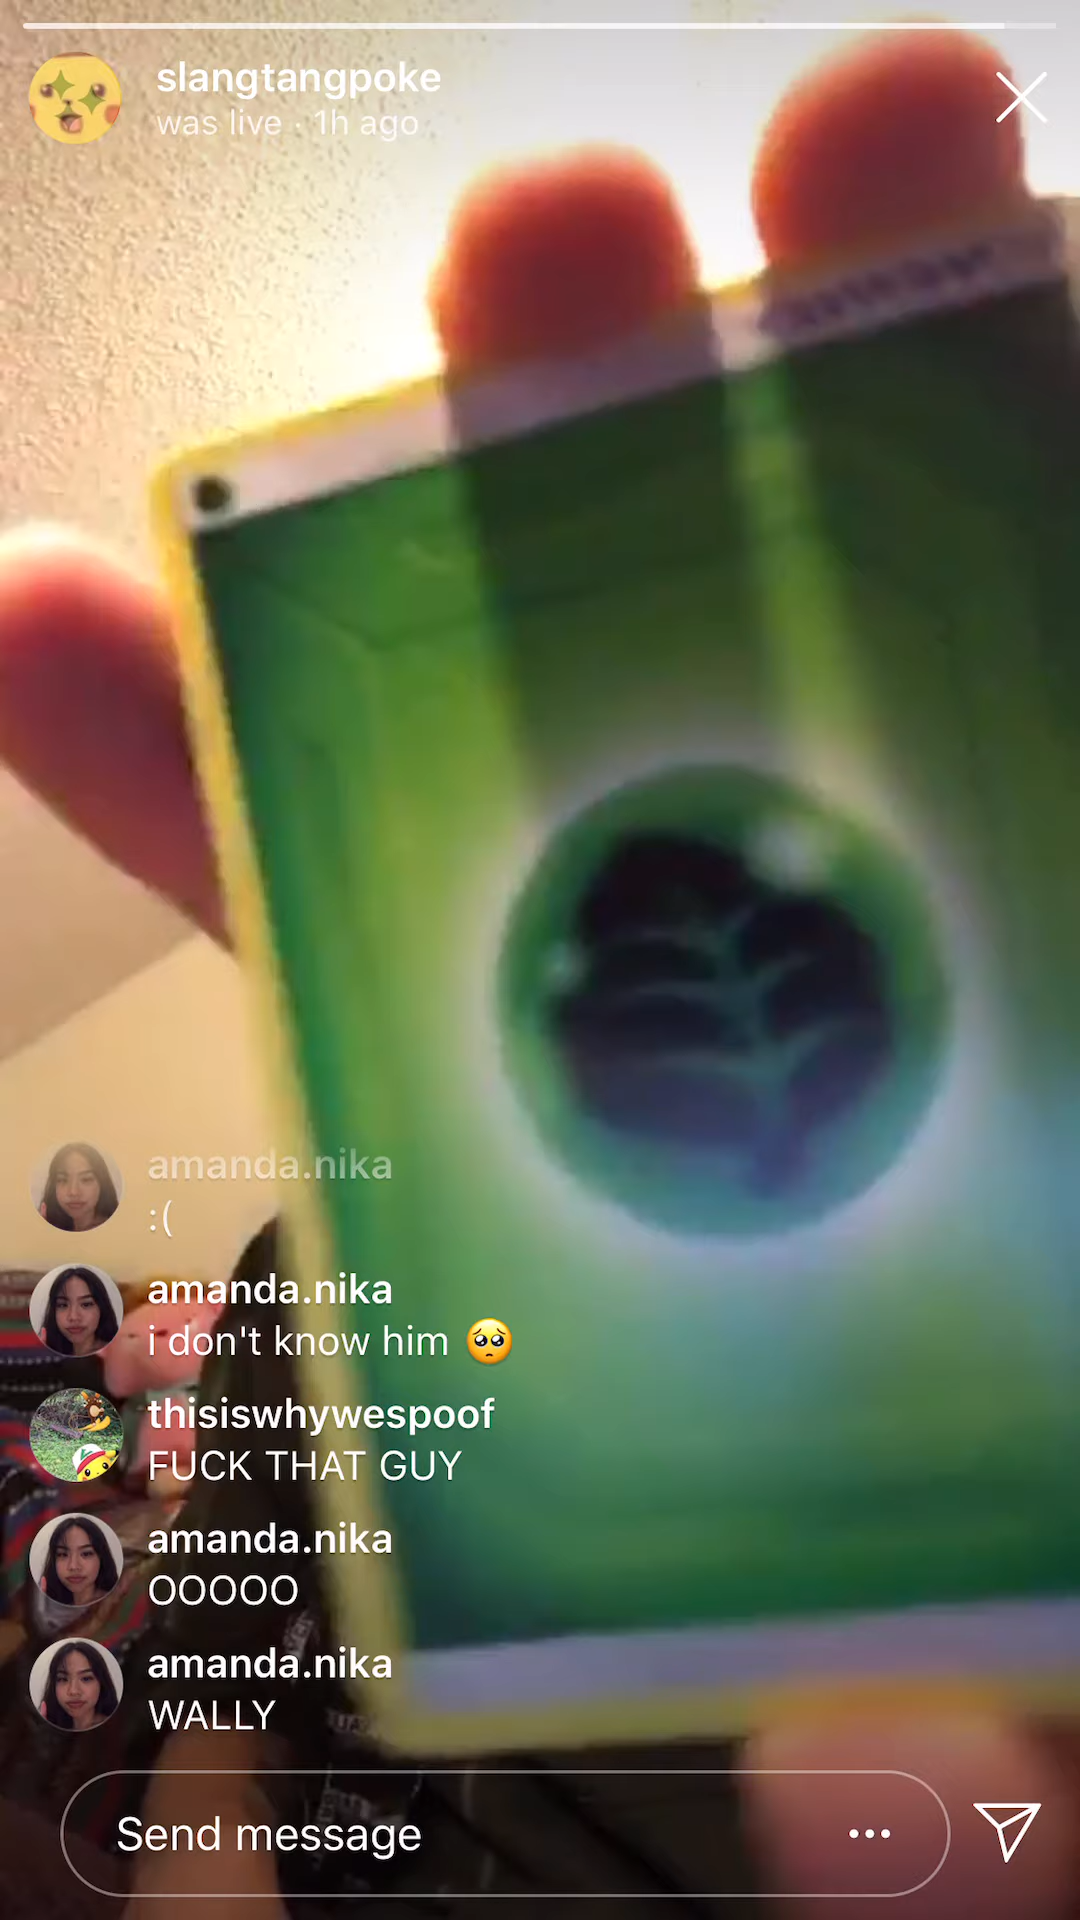 slangtangpoke
was live · 1h ago
amanda.nika
:(
amanda.nika
i don't know him 🥺
thisiswhywespoof
FUCK THAT GUY
amanda.nika
OOOOO
amanda.nika
WALLY
Send message